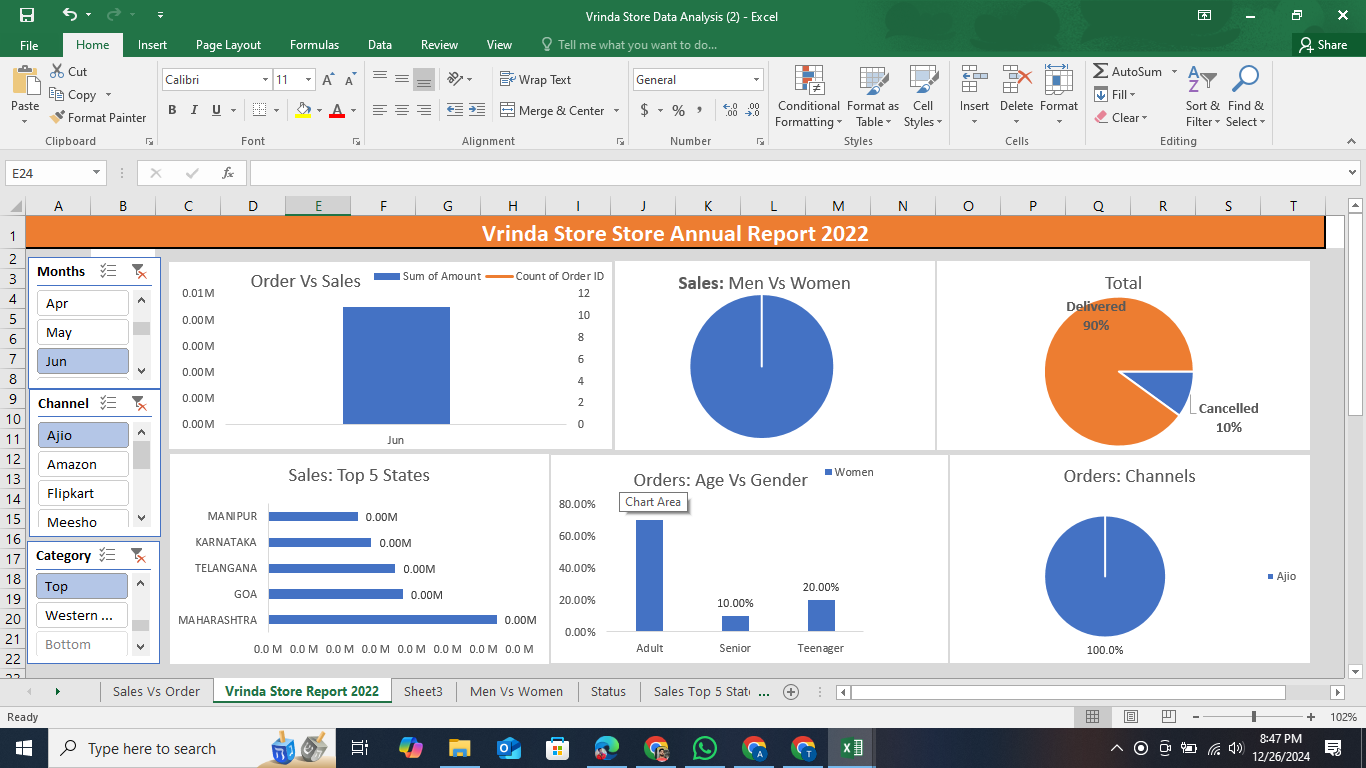 Vrinda Store Data Analysis (2) - Excel
File Home Insert Page Layout Formulas Data Review View Tell me what you want to do... Share
Paste
Cut
Copy
Format Painter
Clipboard
Calibri 11
B I U
Font
Wrap Text
Merge & Center
Alignment
General
$ % ,
Number
Conditional Formatting
Format as Table
Cell Styles
Styles
Insert Delete Format
Cells
AutoSum
Fill
Clear
Sort & Filter
Find & Select
Editing
E24
fx
A B C D E F G H I J K L M N O P Q R S T
1
2
3
4
5
6
7
8
9
10
11
12
13
14
15
16
17
18
19
20
21
22
23
Vrinda Store Store Annual Report 2022
Months
Apr
May
Jun
Channel
Ajio
Amazon
Flipkart
Meesho
Category
Top
Western ...
Bottom
Order Vs Sales
Sum of Amount Count of Order ID
0.01M
0.00M
0.00M
0.00M
0.00M
0.00M
12
10
8
6
4
2
0
Jun
Sales: Men Vs Women
Total
Delivered
90%
Cancelled
10%
Sales: Top 5 States
MANIPUR 0.00M
KARNATAKA 0.00M
TELANGANA 0.00M
GOA 0.00M
MAHARASHTRA 0.00M
0.0 M 0.0 M 0.0 M 0.0 M 0.0 M 0.0 M 0.0 M 0.0 M
Orders: Age Vs Gender
Women
Chart Area
80.00%
60.00%
40.00%
20.00%
0.00%
10.00%
20.00%
Adult Senior Teenager
Orders: Channels
Ajio
100.0%
Sales Vs Order Vrinda Store Report 2022 Sheet3 Men Vs Women Status Sales Top 5 State ...
Ready
102%
Type here to search
8:47 PM
12/26/2024